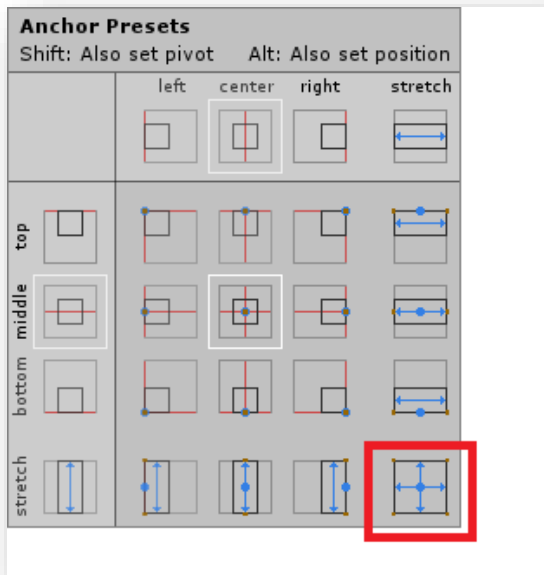 Anchor Presets
Shift: Also set pivot Alt: Also set position
left center right stretch
top
middle
bottom
stretch